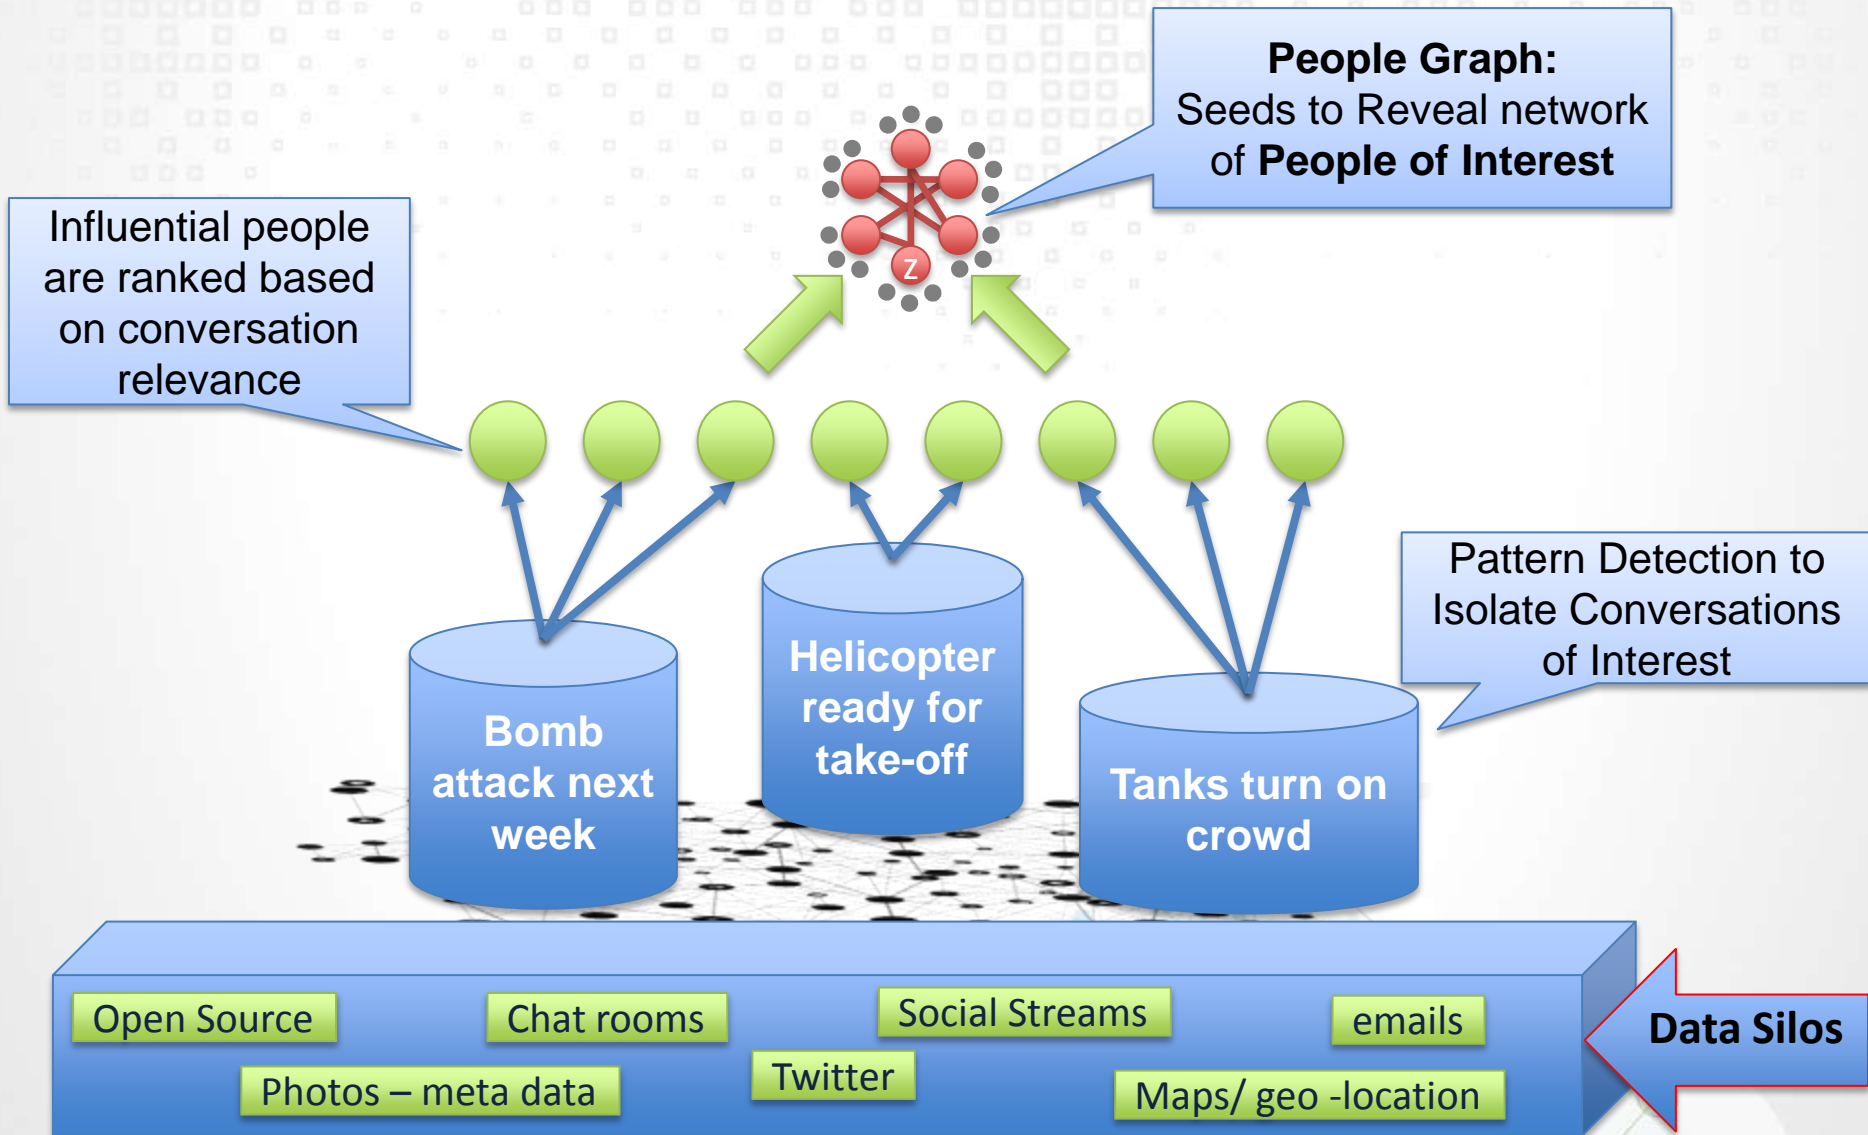 People Graph:
Seeds to Reveal network
of People of Interest
Influential people
are ranked based
on conversation
relevance
Z
Pattern Detection to
Isolate Conversations
of Interest
Bomb
attack next
week
Helicopter
ready for
take-off
Tanks turn on
crowd
Open Source
Chat rooms
Social Streams
emails
Data Silos
Photos – meta data
Twitter
Maps/ geo -location